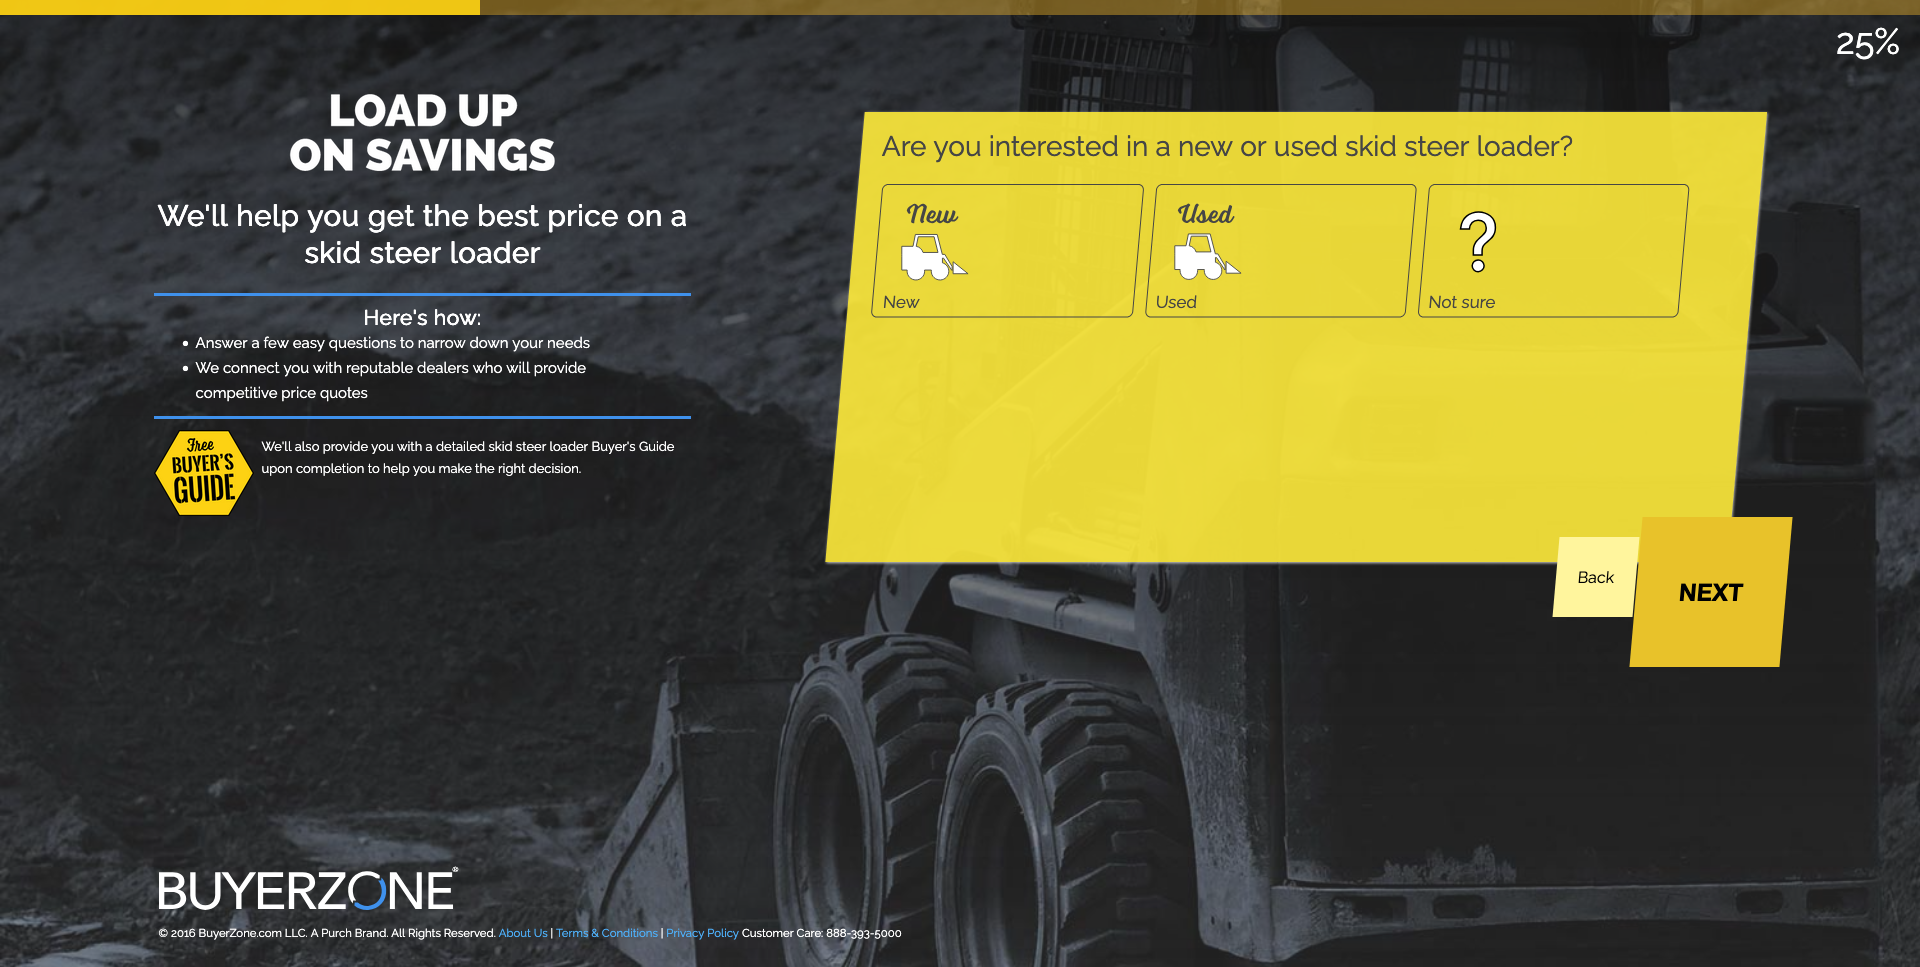 25%
LOAD UP
ON SAVINGS
We'll help you get the best price on a
skid steer loader
Here's how:
Answer a few easy questions to narrow down your needs
We connect you with reputable dealers who will provide
competitive price quotes
Free
BUYER'S
GUIDE
We'll also provide you with a detailed skid steer loader Buyer's Guide
upon completion to help you make the right decision.
Are you interested in a new or used skid steer loader?
New
New
Used
Used
?
Not sure
Back
NEXT
BUYERZONE®
© 2016 BuyerZone.com LLC. A Purch Brand. All Rights Reserved. About Us | Terms & Conditions | Privacy Policy Customer Care: 888-393-5000